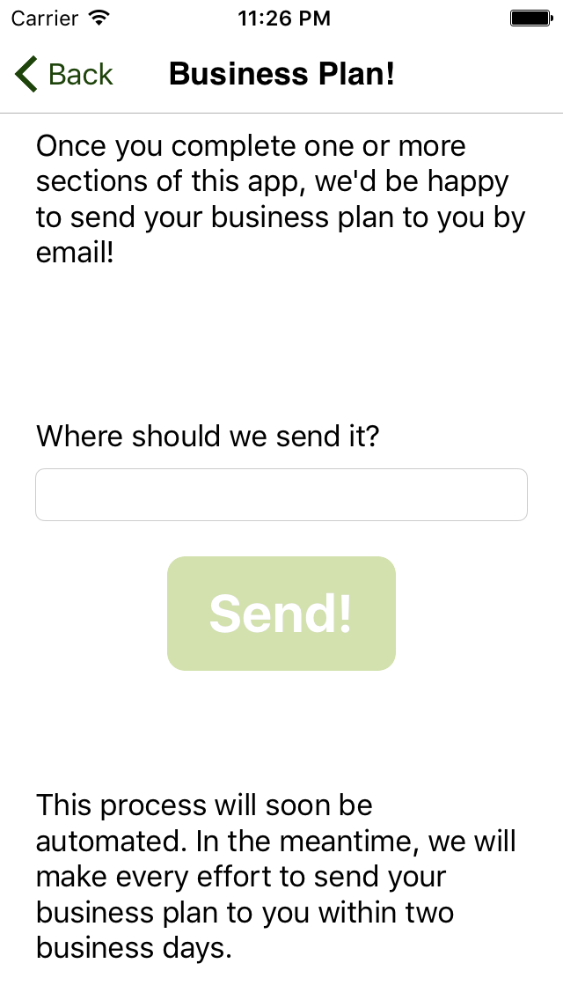 Carrier 11:26 PM
Back Business Plan!
Once you complete one or more
sections of this app, we'd be happy
to send your business plan to you by
email!
Where should we send it?
Send!
This process will soon be
automated. In the meantime, we will
make every effort to send your
business plan to you within two
business days.